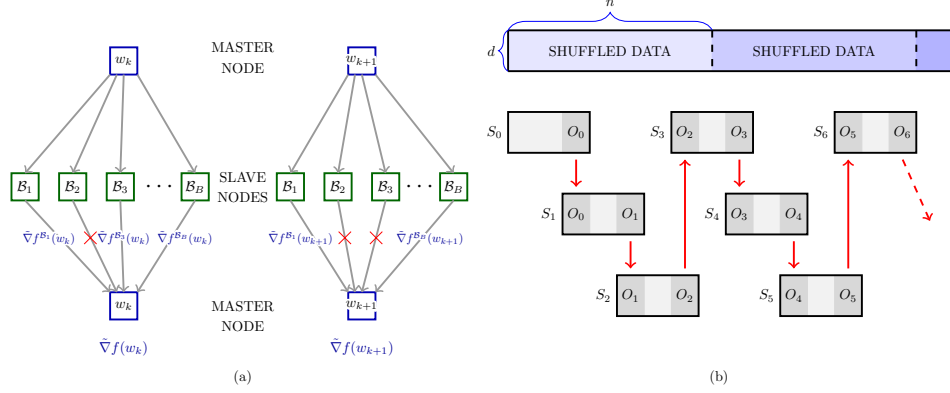 MASTER
NODE
w_k
w_{k+1}
B_1
B_2
B_3
· · ·
B_B
SLAVE
NODES
B_1
B_2
B_3
· · ·
B_B
∇̃f^{B_1}(w_k)
∇̃f^{B_3}(w_k)
∇̃f^{B_B}(w_k)
∇̃f^{B_1}(w_{k+1})
∇̃f^{B_B}(w_{k+1})
w_k
MASTER
NODE
w_{k+1}
∇̃f(w_k)
∇̃f(w_{k+1})
(a)
n
d
SHUFFLED DATA
SHUFFLED DATA
S_0
O_0
S_3
O_2
O_3
S_6
O_5
O_6
S_1
O_0
O_1
S_4
O_3
O_4
S_2
O_1
O_2
S_5
O_4
O_5
(b)